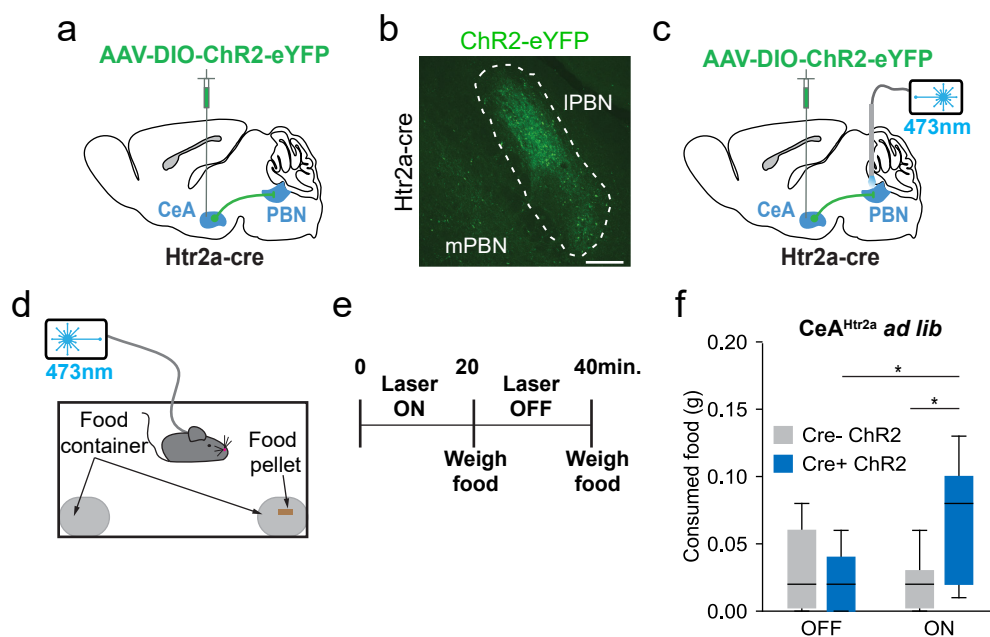 a
AAV-DIO-ChR2-eYFP
CeA
PBN
Htr2a-cre
b
ChR2-eYFP
Htr2a-cre
lPBN
mPBN
c
AAV-DIO-ChR2-eYFP
473nm
CeA
PBN
Htr2a-cre
d
473nm
Food
container
Food
pellet
e
0
20
40min.
Laser
ON
Laser
OFF
Weigh
food
Weigh
food
f
CeAHtr2a ad lib
Consumed food (g)
0.20
0.15
0.10
0.05
0.00
*
*
Cre- ChR2
Cre+ ChR2
OFF
ON